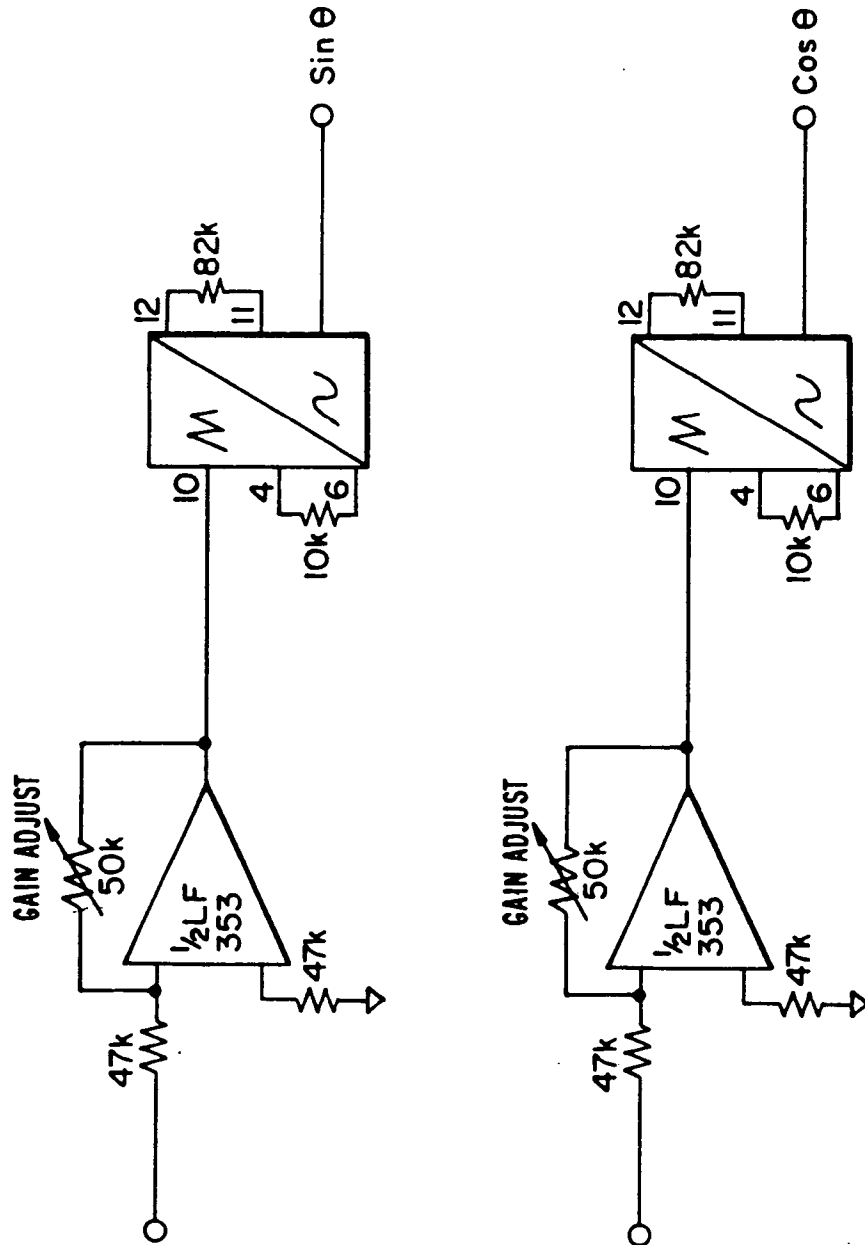 GAIN ADJUST
50k
47k
½LF
353
47k
10
4
6
10k
12
11
82k
Sin θ
GAIN ADJUST
50k
47k
½LF
353
47k
10
4
6
10k
12
11
82k
Cos θ